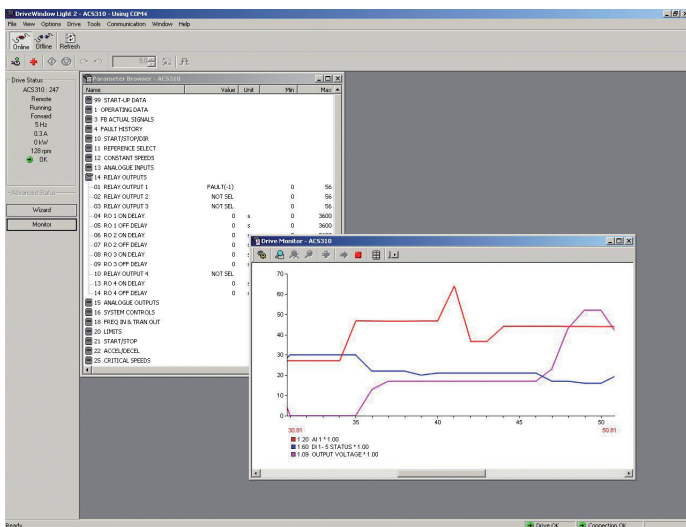 DriveWindow Light 2 - ACS310 - Using COM4
File View Options Drive Tools Communication Window Help
Online Offline Refresh
Drive Status
ACS310 : 247
Remote
Running
Forward
5 Hz
0.3 A
0 kW
128 rpm
OK
Advanced Status
Wizard
Monitor
Parameter Browser - ACS310
Name Value Unit Min Max
99 START-UP DATA
1 OPERATING DATA
3 FB ACTUAL SIGNALS
4 FAULT HISTORY
10 START/STOP/DIR
11 REFERENCE SELECT
12 CONSTANT SPEEDS
13 ANALOGUE INPUTS
14 RELAY OUTPUTS
01 RELAY OUTPUT 1 FAULT(-1) 0 56
02 RELAY OUTPUT 2 NOT SEL 0 56
03 RELAY OUTPUT 3 NOT SEL 0 56
04 RO 1 ON DELAY 0 s 0 3600
05 RO 1 OFF DELAY 0 s 0 3600
06 RO 2 ON DELAY 0 s 0
07 RO 2 OFF DELAY 0
08 RO 3 ON DELAY 0
09 RO 3 OFF DELAY 0
10 RELAY OUTPUT 4 NOT SEL
13 RO 4 ON DELAY 0
14 RO 4 OFF DELAY 0
15 ANALOGUE OUTPUTS
16 SYSTEM CONTROLS
18 FREQ IN & TRAN OUT
20 LIMITS
21 START/STOP
22 ACCEL/DECEL
25 CRITICAL SPEEDS
Drive Monitor - ACS310
70
60
50
40
30
20
10
0
35 40 45 50
30.81 50.81
1.20 AI 1 * 1.00
1.60 DI 1- 5 STATUS * 1.00
1.09 OUTPUT VOLTAGE * 1.00
Ready Drive OK Connection OK